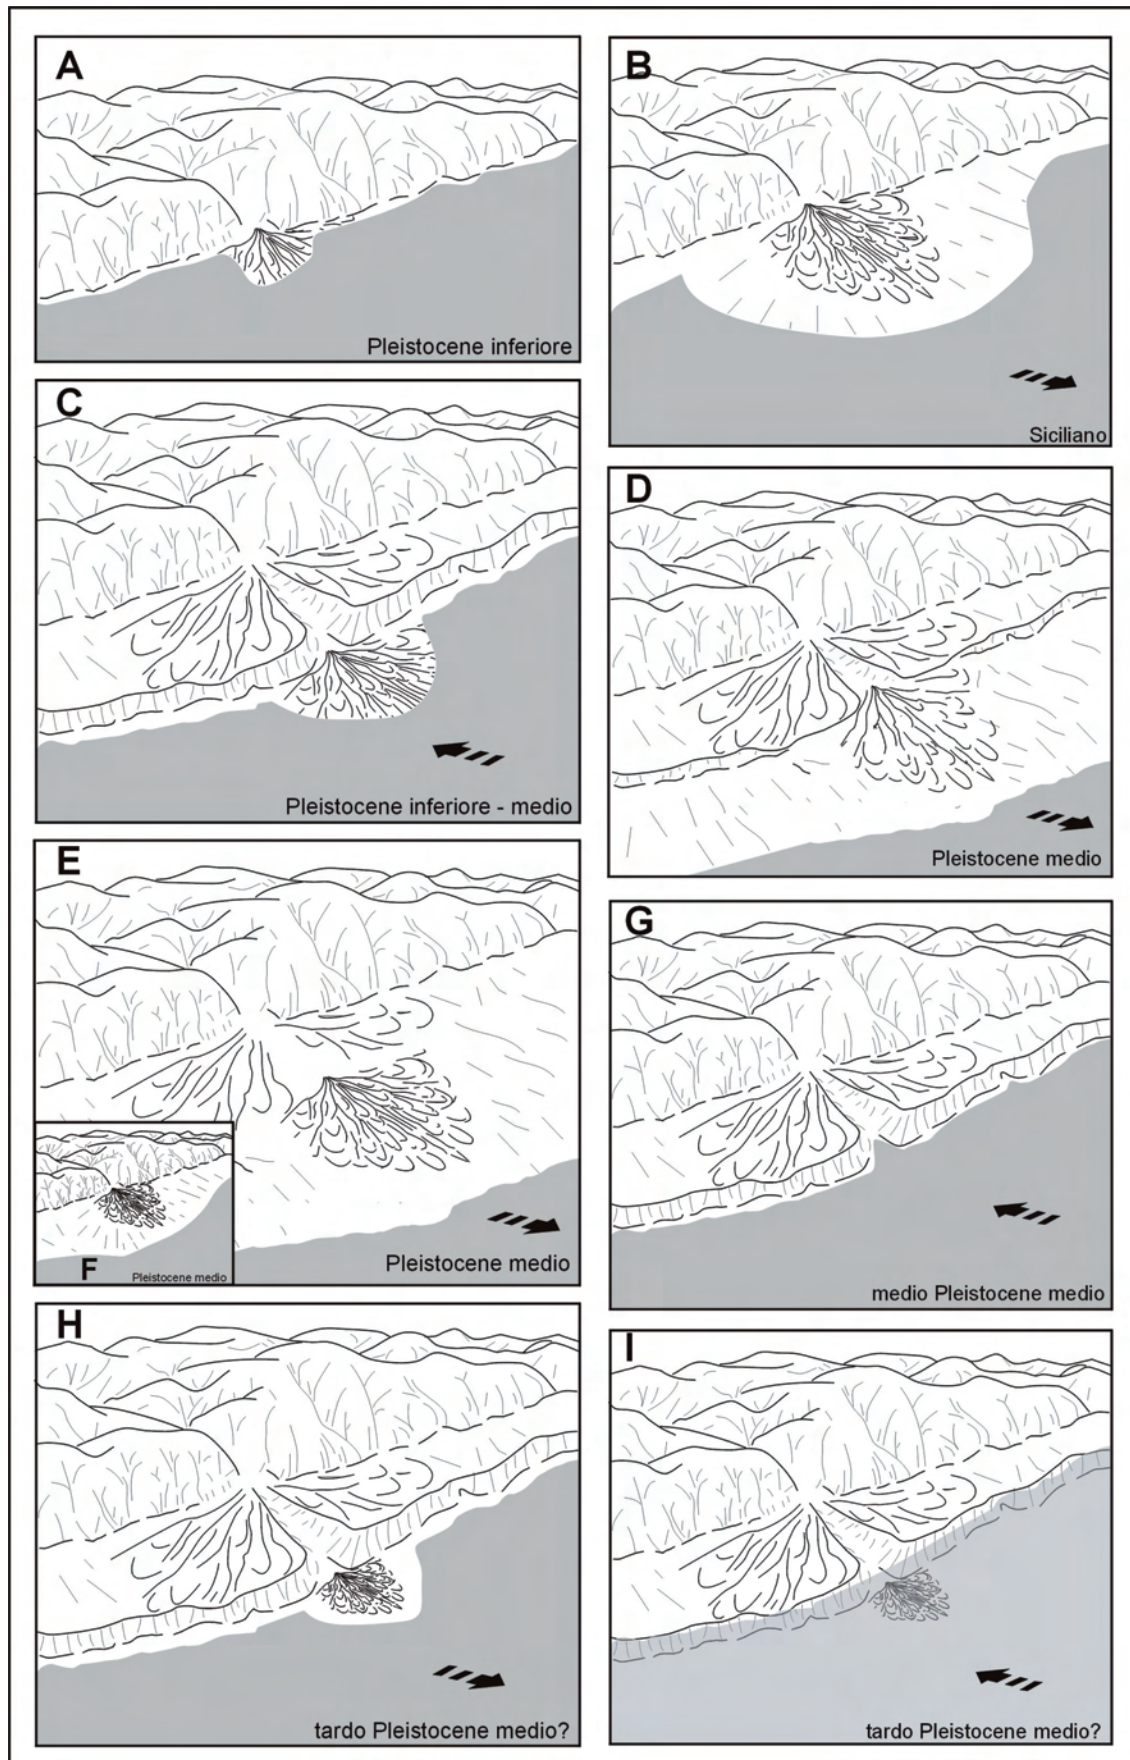 A
Pleistocene inferiore
B
Siciliano
C
Pleistocene inferiore - medio
D
Pleistocene medio
E
Pleistocene medio
F
Pleistocene medio
G
medio Pleistocene medio
H
tardo Pleistocene medio?
I
tardo Pleistocene medio?